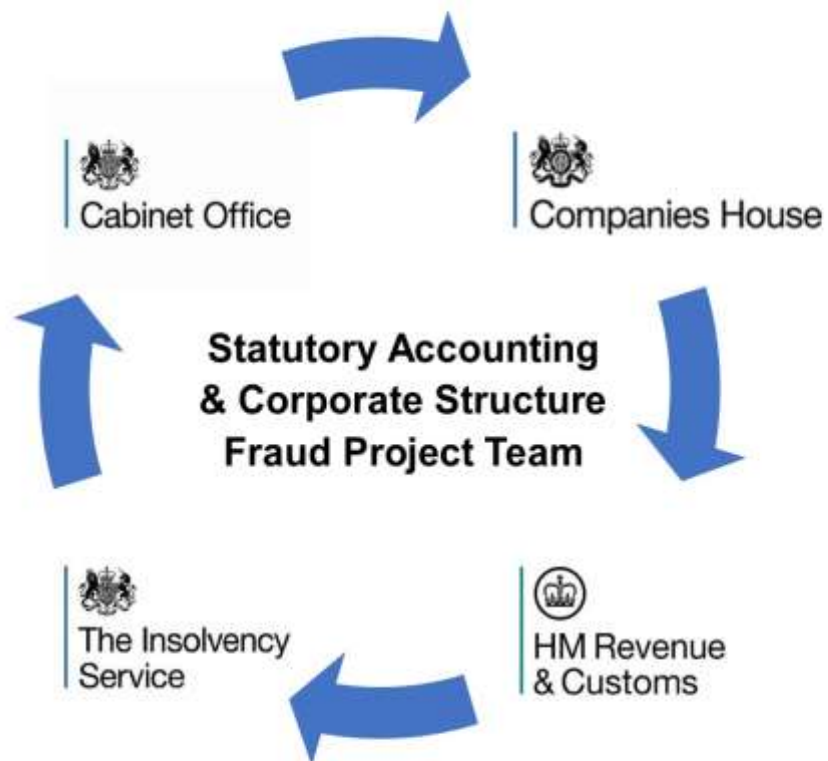 Cabinet Office
Companies House
Statutory Accounting
& Corporate Structure
Fraud Project Team
The Insolvency
Service
HM Revenue
& Customs